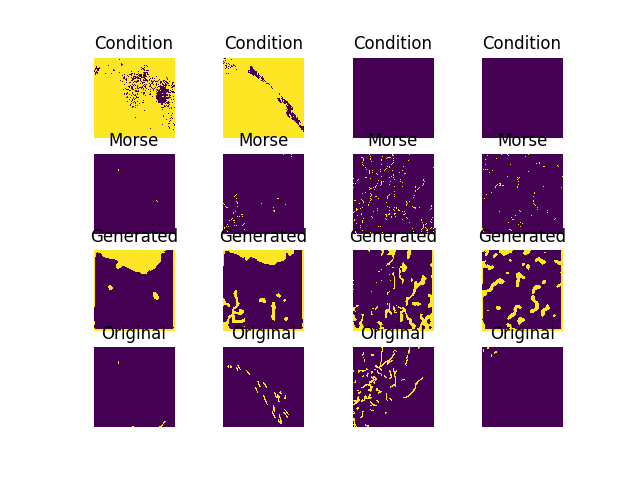 Condition Condition Condition Condition
Morse Morse Morse Morse
Generated Generated Generated Generated
Original Original Original Original